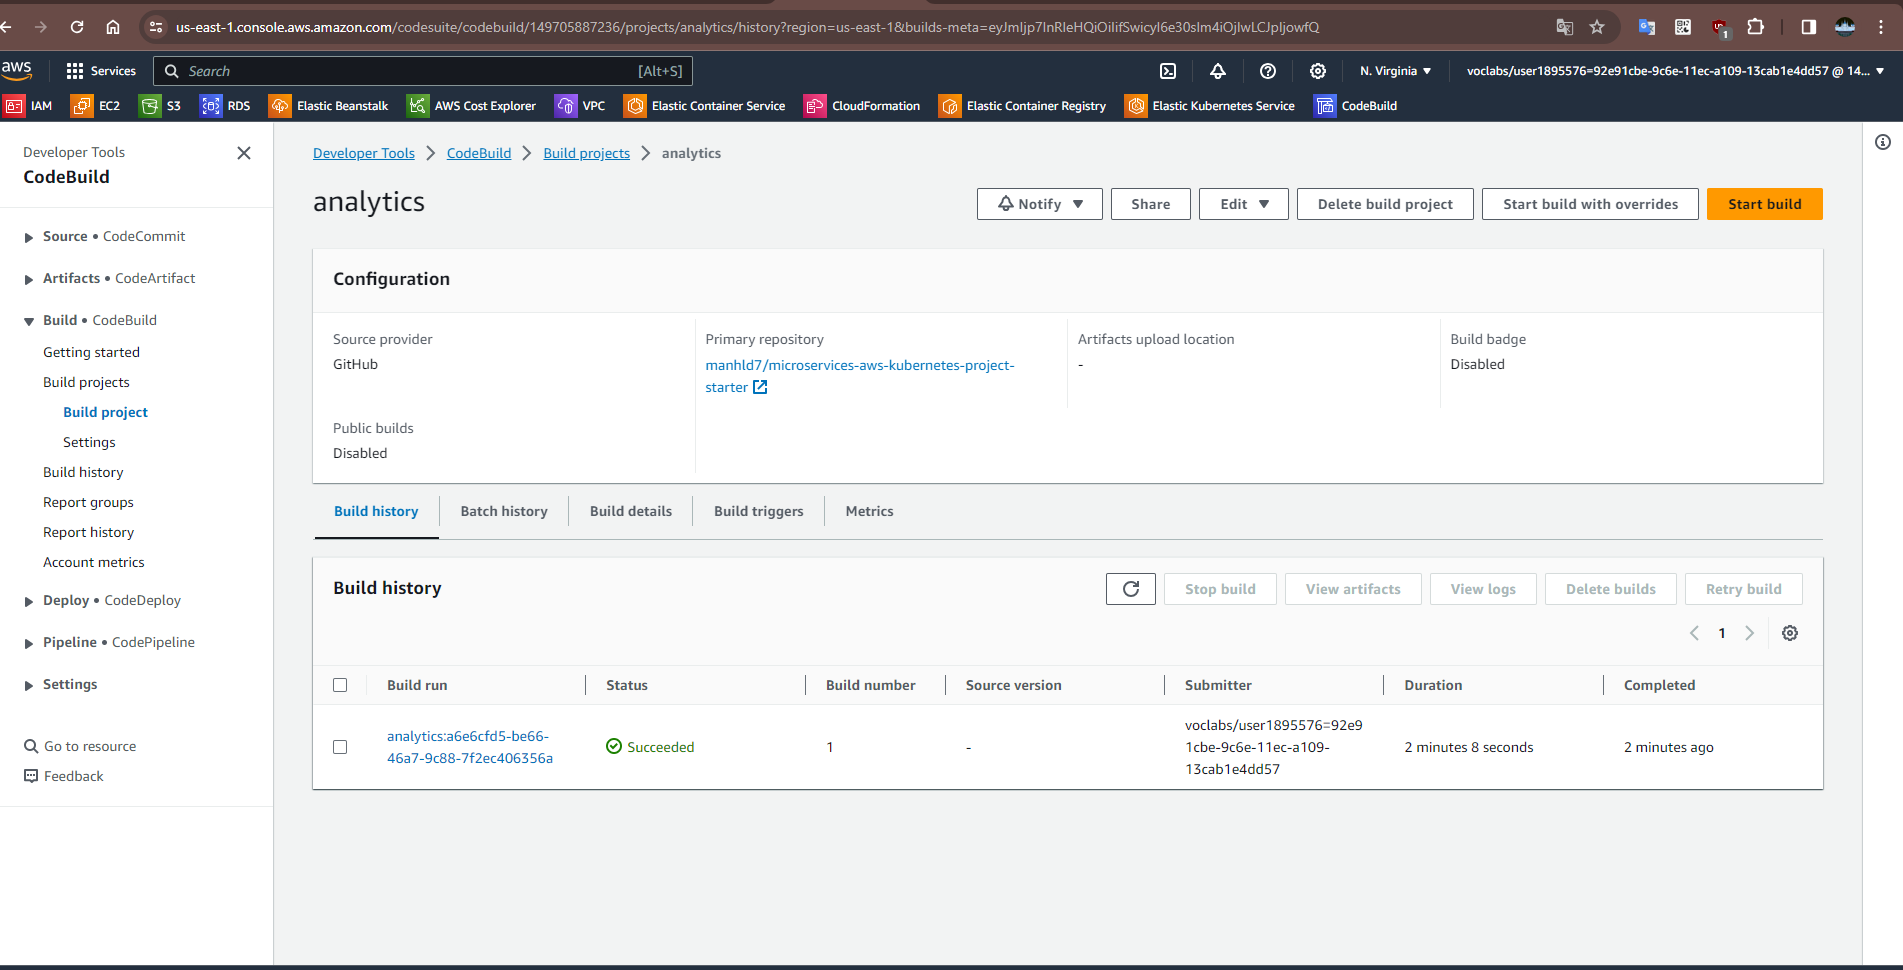 us-east-1.console.aws.amazon.com/codesuite/codebuild/149705887236/projects/analytics/history?region=us-east-1&builds-meta=
1
aws
Services
Search
[Alt+S]
N. Virginia
voclabs/user1895576=92e91cbe-9c6e-11ec-a109-13cab1e4dd57 @ 14...
IAM
EC2
S3
RDS
Elastic Beanstalk
AWS Cost Explorer
VPC
Elastic Container Service
CloudFormation
Elastic Container Registry
Elastic Kubernetes Service
CodeBuild
Developer Tools
CodeBuild
Source • CodeCommit
Artifacts • CodeArtifact
Build • CodeBuild
Getting started
Build projects
Build project
Settings
Build history
Report groups
Report history
Account metrics
Deploy • CodeDeploy
Pipeline • CodePipeline
Settings
Go to resource
Feedback
Developer Tools
CodeBuild
Build projects
analytics
analytics
Notify
Share
Edit
Delete build project
Start build with overrides
Start build
Configuration
Source provider
GitHub
Primary repository
manhld7/microservices-aws-kubernetes-project-
starter
Artifacts upload location
-
Build badge
Disabled
Public builds
Disabled
Build history
Batch history
Build details
Build triggers
Metrics
Build history
Stop build
View artifacts
View logs
Delete builds
Retry build
1
Build run
Status
Build number
Source version
Submitter
Duration
Completed
analytics:a6e6cfd5-be66-
46a7-9c88-7f2ec406356a
Succeeded
1
-
voclabs/user1895576=92e9
1cbe-9c6e-11ec-a109-
13cab1e4dd57
2 minutes 8 seconds
2 minutes ago